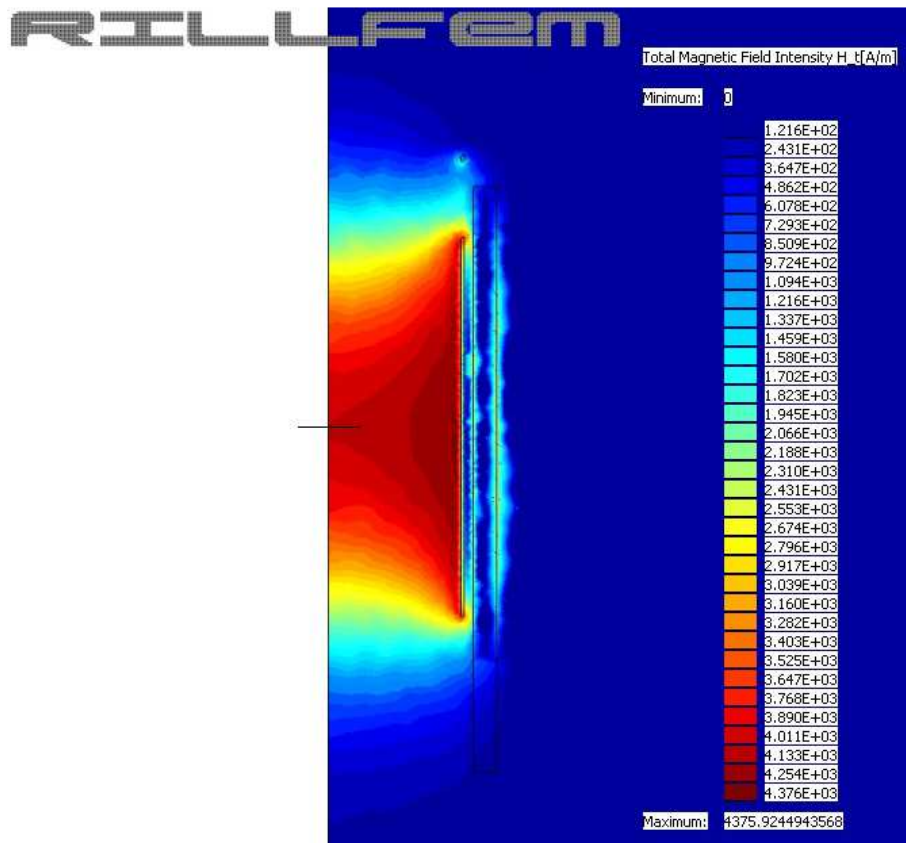 RILLFEM
Total Magnetic Field Intensity H_t[A/m]
Minimum: 0
1.216E+02
2.431E+02
3.647E+02
4.862E+02
6.078E+02
7.293E+02
8.509E+02
9.724E+02
1.094E+03
1.216E+03
1.337E+03
1.459E+03
1.580E+03
1.702E+03
1.823E+03
1.945E+03
2.066E+03
2.188E+03
2.310E+03
2.431E+03
2.553E+03
2.674E+03
2.796E+03
2.917E+03
3.039E+03
3.160E+03
3.282E+03
3.403E+03
3.525E+03
3.647E+03
3.768E+03
3.890E+03
4.011E+03
4.133E+03
4.254E+03
4.376E+03
Maximum: 4375.9244943568